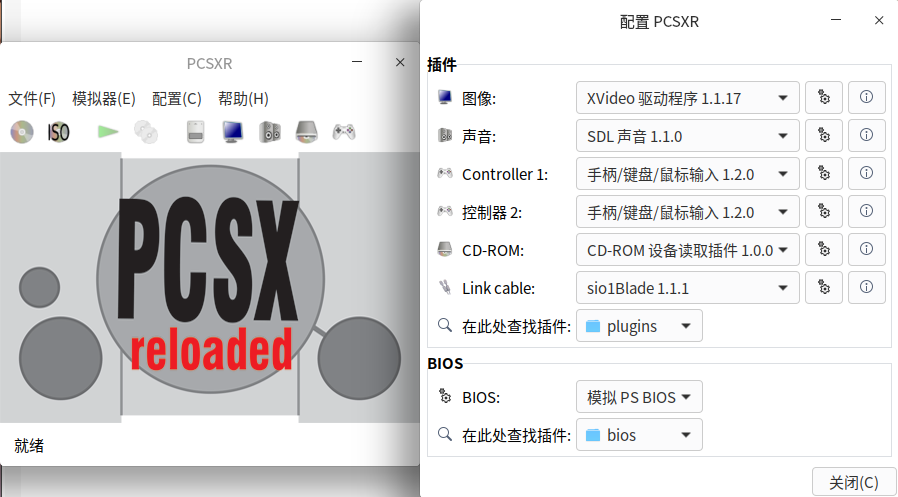 PCSXR
文件(F) 模拟器(E) 配置(C) 帮助(H)
ISO
PCSX
reloaded
就绪
配置 PCSXR
插件
图像: XVideo 驱动程序 1.1.17
声音: SDL 声音 1.1.0
Controller 1: 手柄/键盘/鼠标输入 1.2.0
控制器 2: 手柄/键盘/鼠标输入 1.2.0
CD-ROM: CD-ROM 设备读取插件 1.0.0
Link cable: sio1Blade 1.1.1
在此处查找插件: plugins
BIOS
BIOS: 模拟 PS BIOS
在此处查找插件: bios
关闭(C)